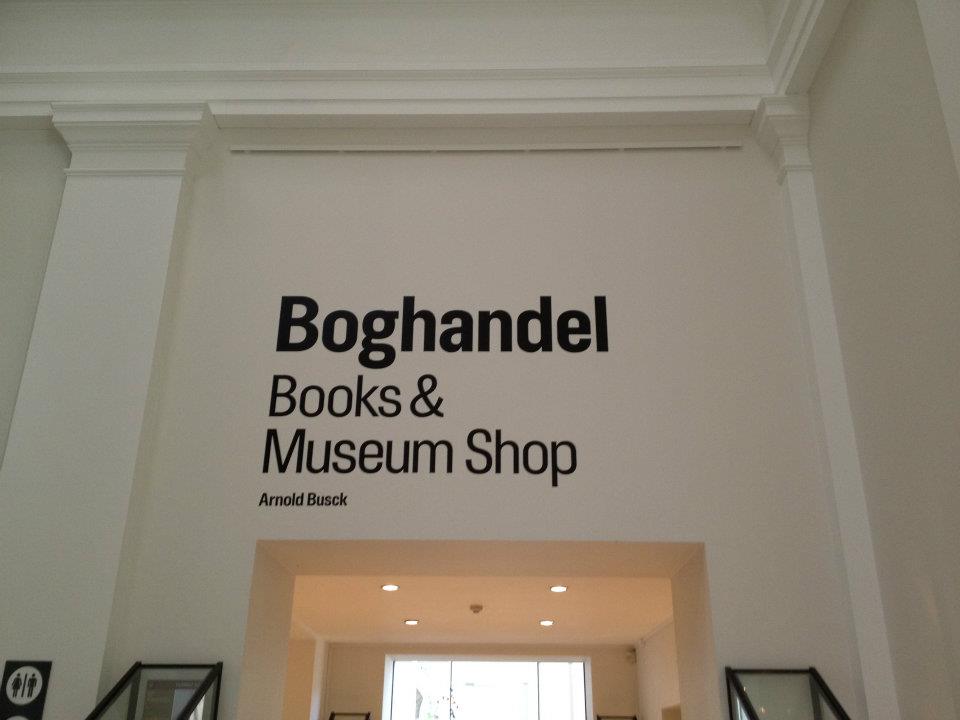 Boghandel
Books &
Museum Shop
Arnold Busck